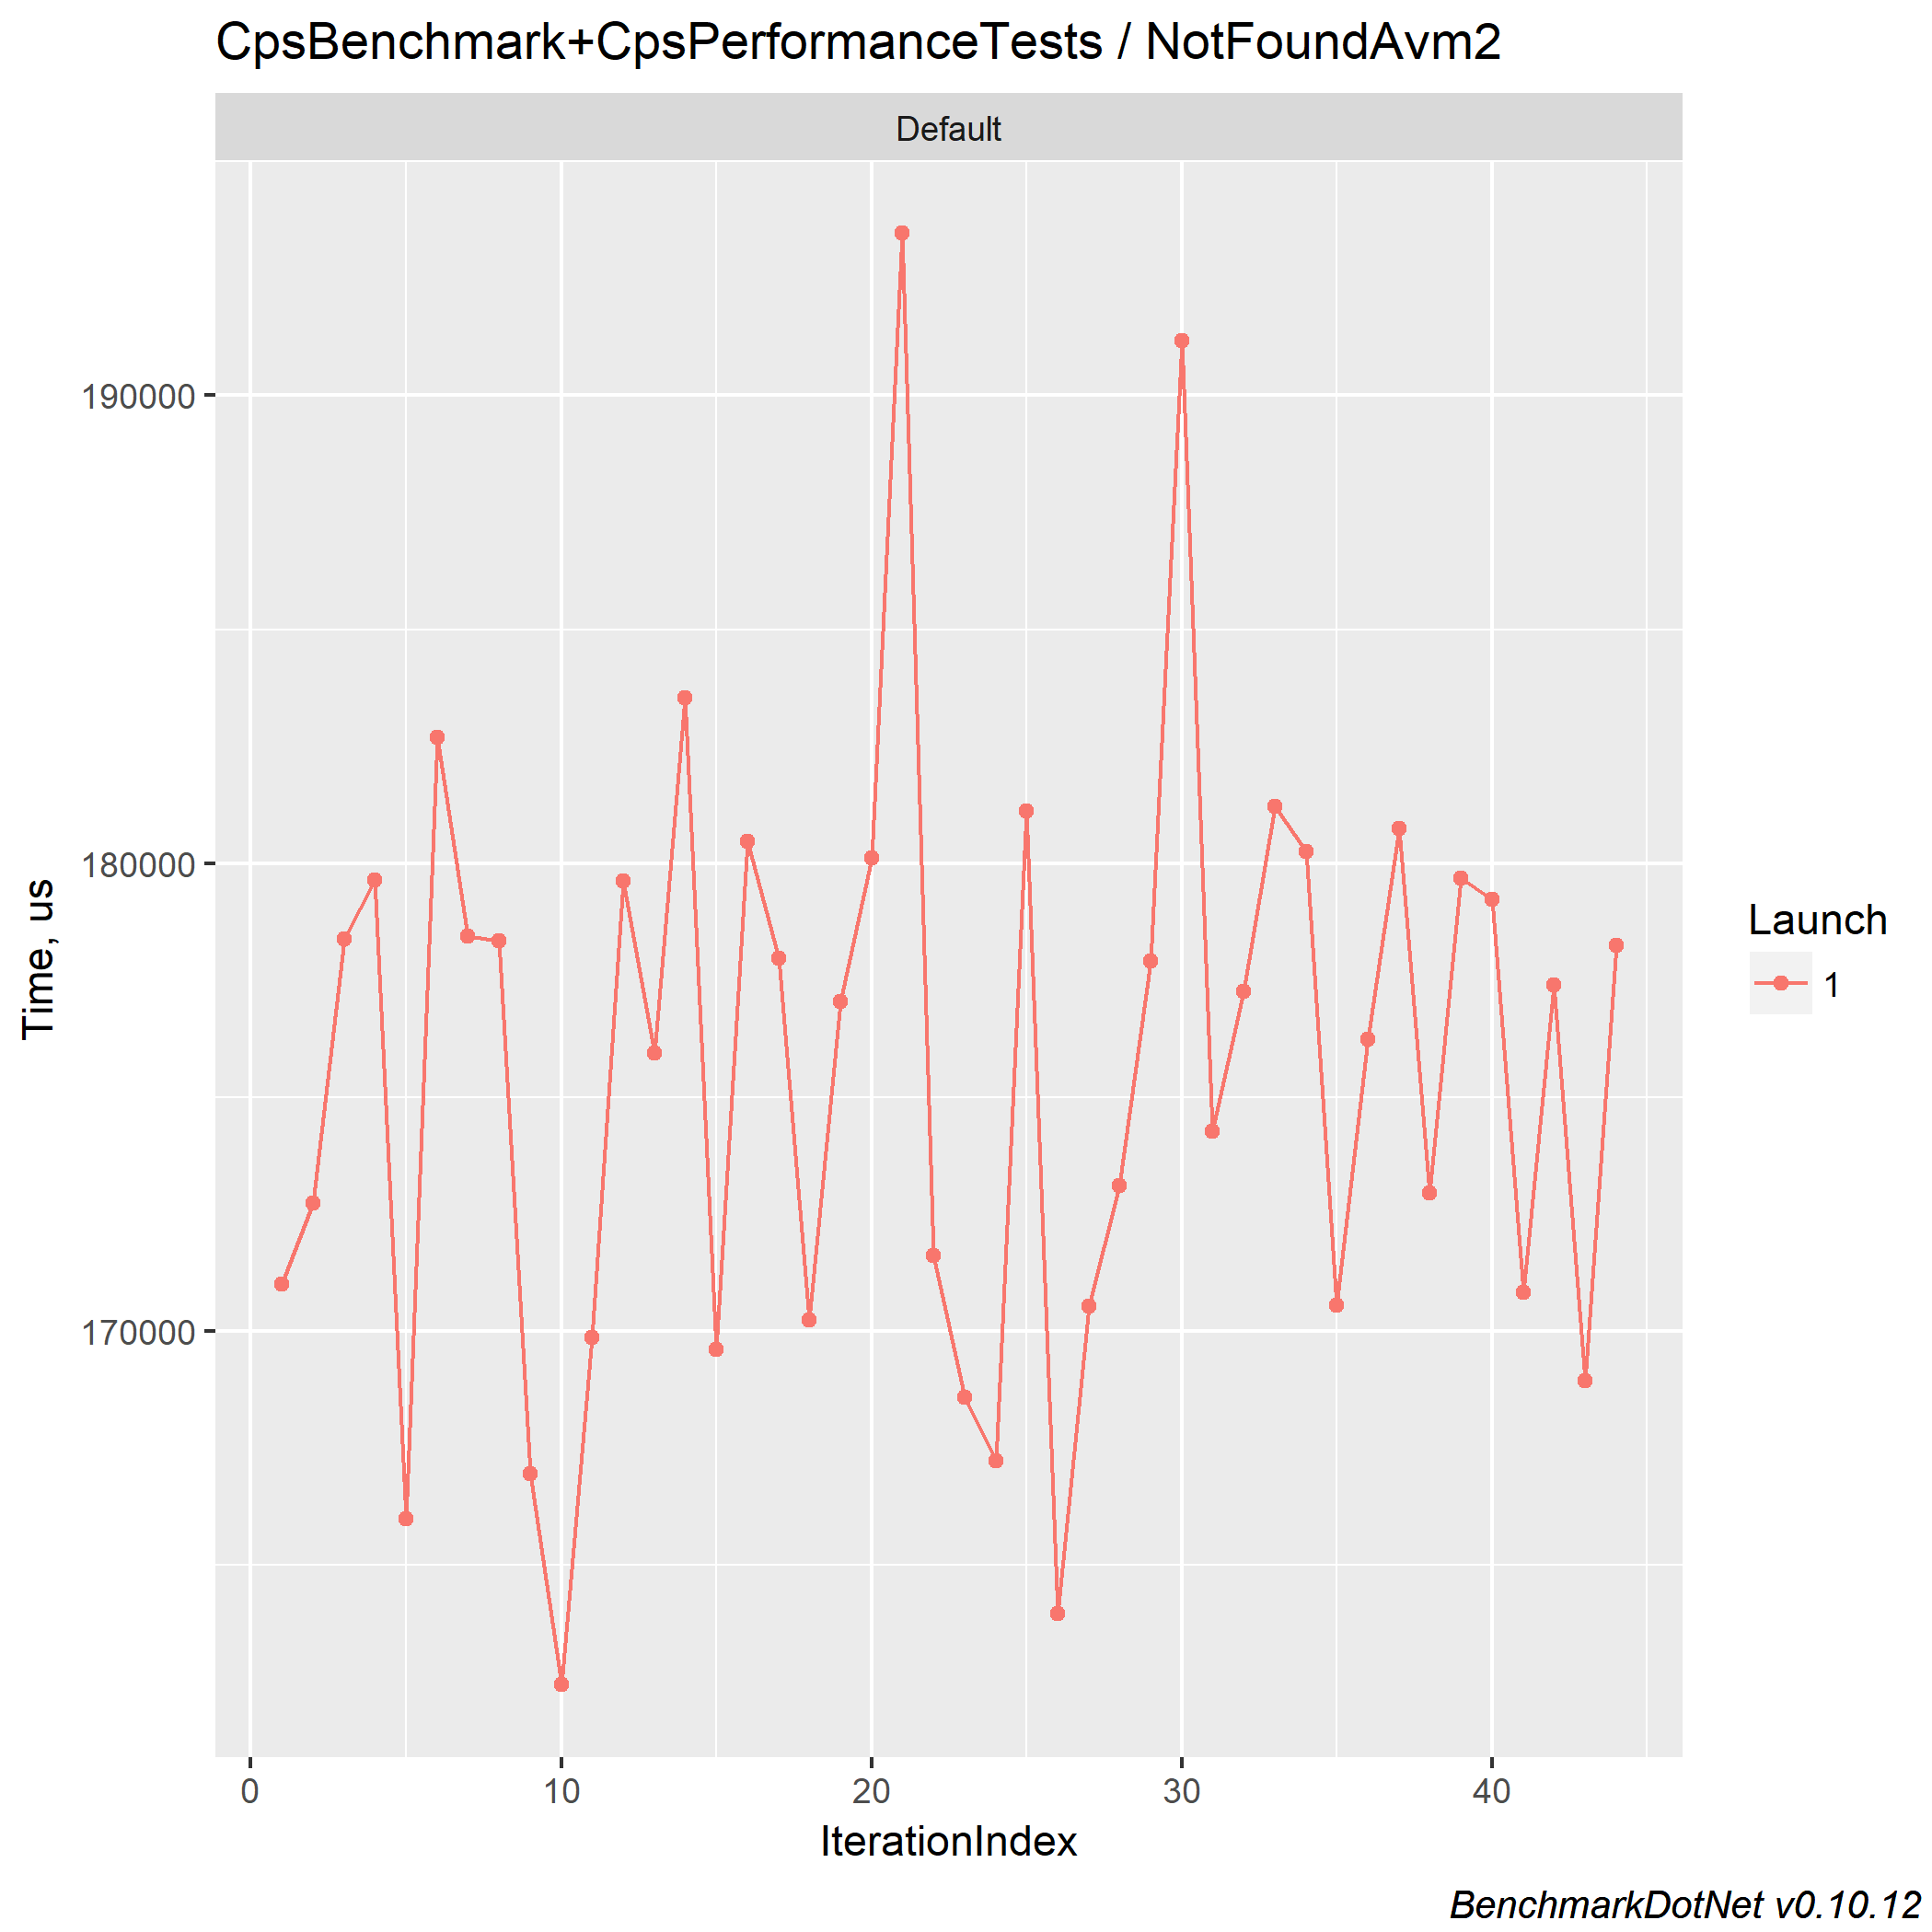 CpsBenchmark+CpsPerformanceTests / NotFoundAvm2
Default
190000
180000
170000
Time, us
0 10 20 30 40
IterationIndex
Launch
1
BenchmarkDotNet v0.10.12